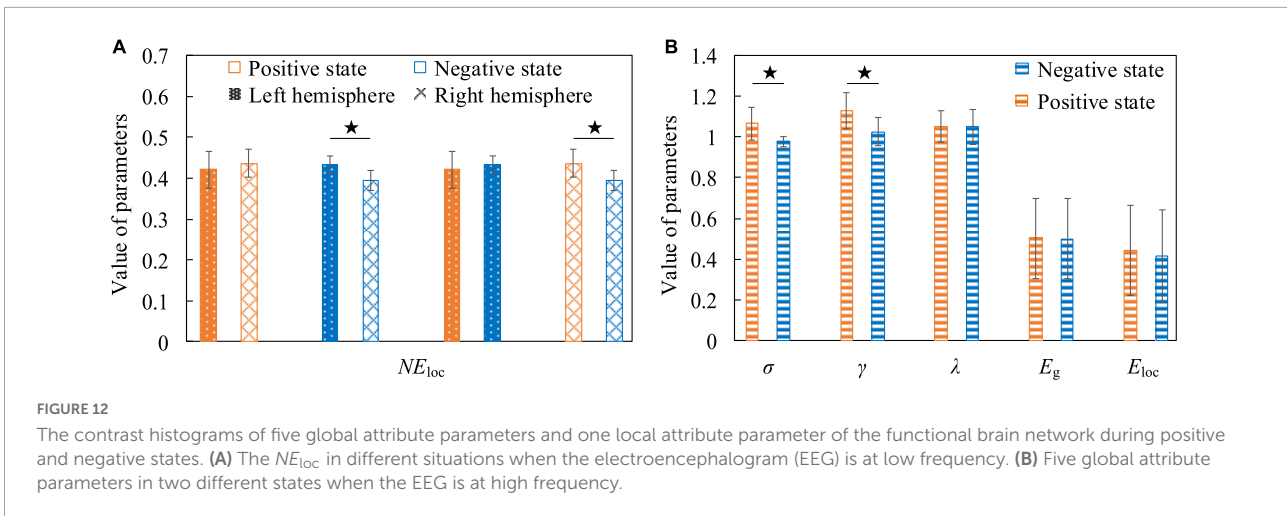 A
B
0.7
0.6
0.5
0.4
0.3
0.2
0.1
0
Value of parameters
Positive state
Negative state
Left hemisphere
Right hemisphere
★
★
NEloc
1.4
1.2
1
0.8
0.6
0.4
0.2
0
Value of parameters
★
★
Negative state
Positive state
σ γ λ Eg Eloc
FIGURE 12
The contrast histograms of five global attribute parameters and one local attribute parameter of the functional brain network during positive
and negative states. (A) The NEloc in different situations when the electroencephalogram (EEG) is at low frequency. (B) Five global attribute
parameters in two different states when the EEG is at high frequency.